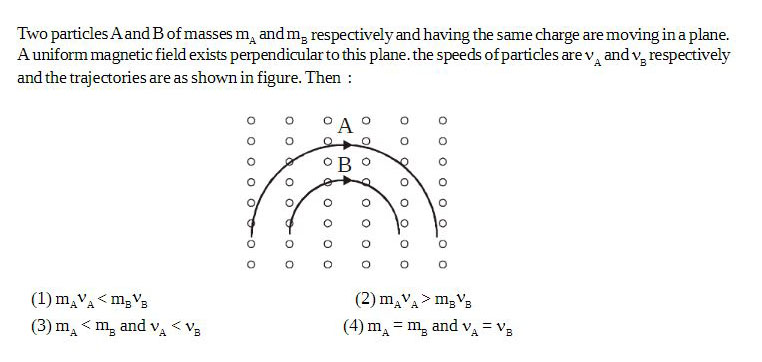 Two particles A and B of masses m_A and m_B respectively and having the same charge are moving in a plane.
A uniform magnetic field exists perpendicular to this plane. the speeds of particles are v_A and v_B respectively
and the trajectories are as shown in figure. Then :
A
B
(1) m_A v_A < m_B v_B
(2) m_A v_A > m_B v_B
(3) m_A < m_B and v_A < v_B
(4) m_A = m_B and v_A = v_B